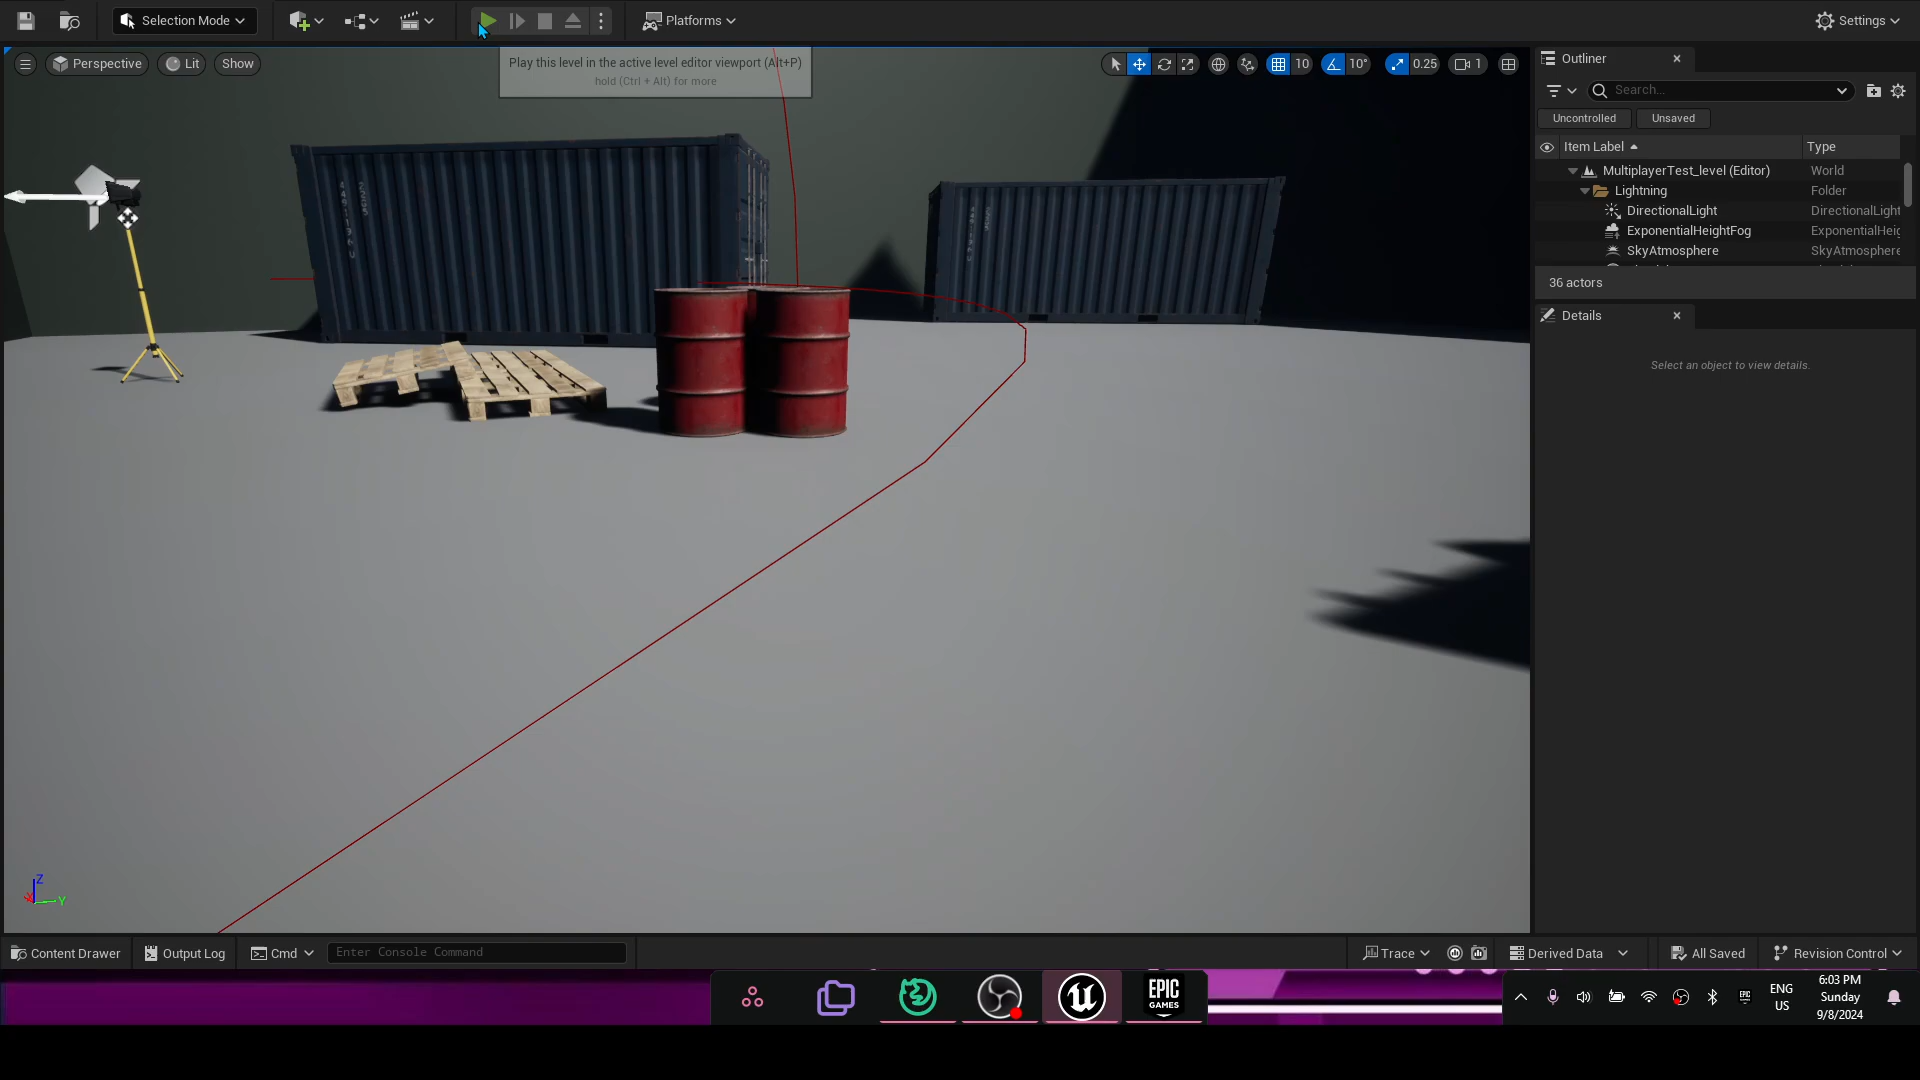 Selection Mode
Platforms
Settings
Play this level in the active level editor viewport (Alt+P)
hold (Ctrl + Alt) for more
Perspective
Lit
Show
10
10°
0.25
1
Outliner
Search...
Uncontrolled
Unsaved
Item Label
Type
MultiplayerTest_level (Editor)
World
Lightning
Folder
DirectionalLight
DirectionalLight
ExponentialHeightFog
ExponentialHeig
SkyAtmosphere
SkyAtmosphere
36 actors
Details
Select an object to view details.
Z
Y
Content Drawer
Output Log
Cmd
Enter Console Command
Trace
Derived Data
All Saved
Revision Control
EPIC
GAMES
ENG
US
6:03 PM
Sunday
9/8/2024